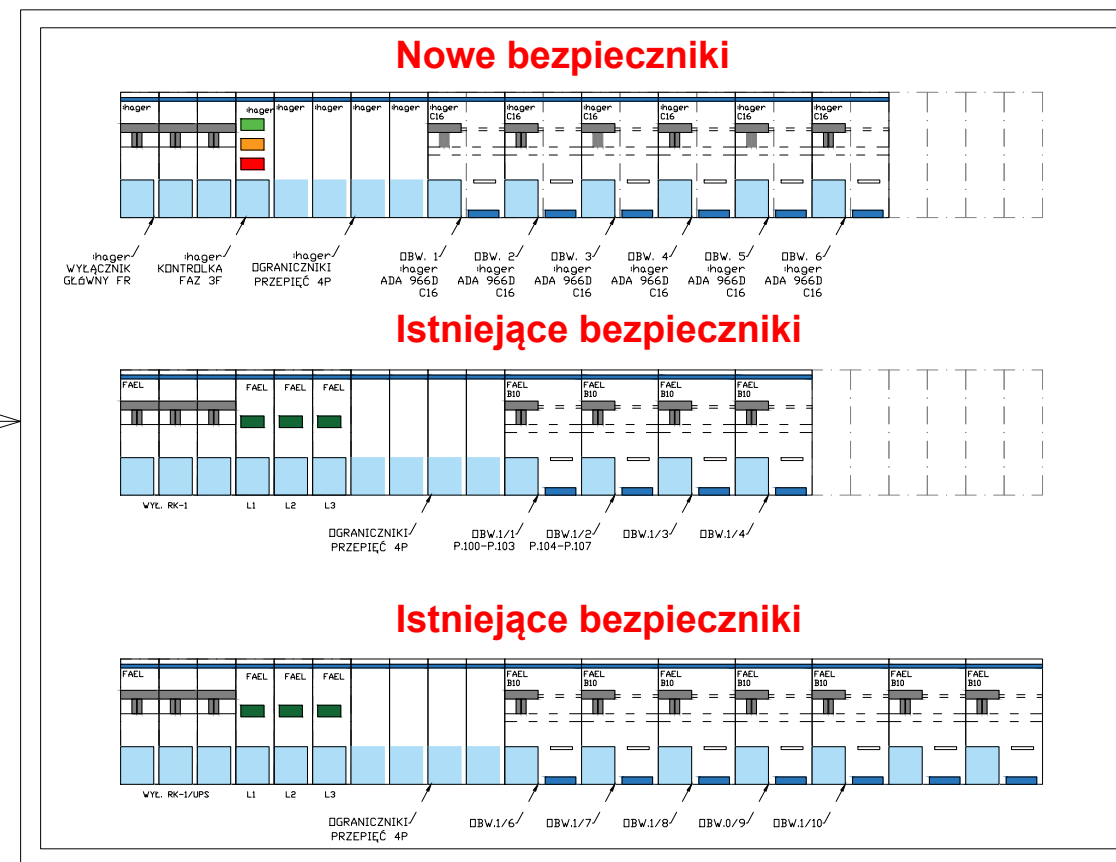 Nowe bezpieczniki
:hager :hager :hager :hager :hager :hager :hager :hager :hager :hager :hager :hager
C16 C16 C16 C16 C16 C16
:hager
WYŁĄCZNIK
GŁÓWNY FR
:hager
KONTROLKA
FAZ 3F
:hager
OGRANICZNIKI
PRZEPIĘĆ 4P
OBW. 1
:hager
ADA 966D
C16
OBW. 2
:hager
ADA 966D
C16
OBW. 3
:hager
ADA 966D
C16
OBW. 4
:hager
ADA 966D
C16
OBW. 5
:hager
ADA 966D
C16
OBW. 6
:hager
ADA 966D
C16
Istniejące bezpieczniki
FAEL FAEL FAEL FAEL FAEL FAEL FAEL FAEL
B10 B10 B10 B10
WYŁ. RK-1 L1 L2 L3
OGRANICZNIKI
PRZEPIĘĆ 4P
OBW.1/1
P.100-P.103
OBW.1/2
P.104-P.107
OBW.1/3
OBW.1/4
Istniejące bezpieczniki
FAEL FAEL FAEL FAEL FAEL FAEL FAEL FAEL FAEL FAEL FAEL
B10 B10 B10 B10 B10 B10 B10
WYŁ. RK-1/UPS L1 L2 L3
OGRANICZNIKI
PRZEPIĘĆ 4P
OBW.1/6
OBW.1/7
OBW.1/8
OBW.0/9
OBW.1/10